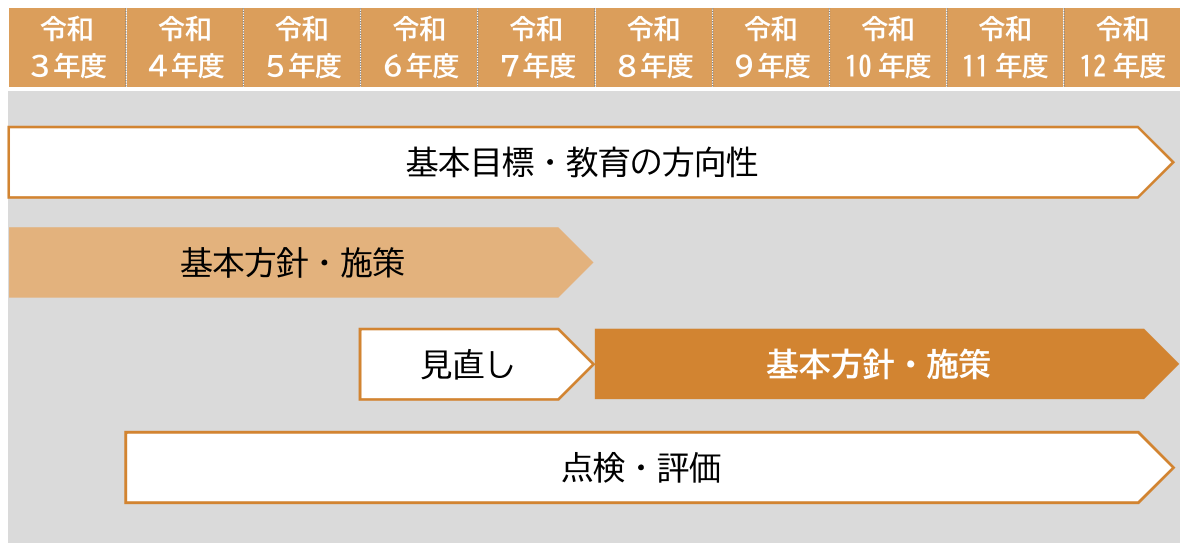 令和 令和 令和 令和 令和 令和 令和 令和 令和 令和
３年度 ４年度 ５年度 ６年度 ７年度 ８年度 ９年度 10 年度 11 年度 12 年度
基本目標・教育の方向性
基本方針・施策
見直し 基本方針・施策
点検・評価